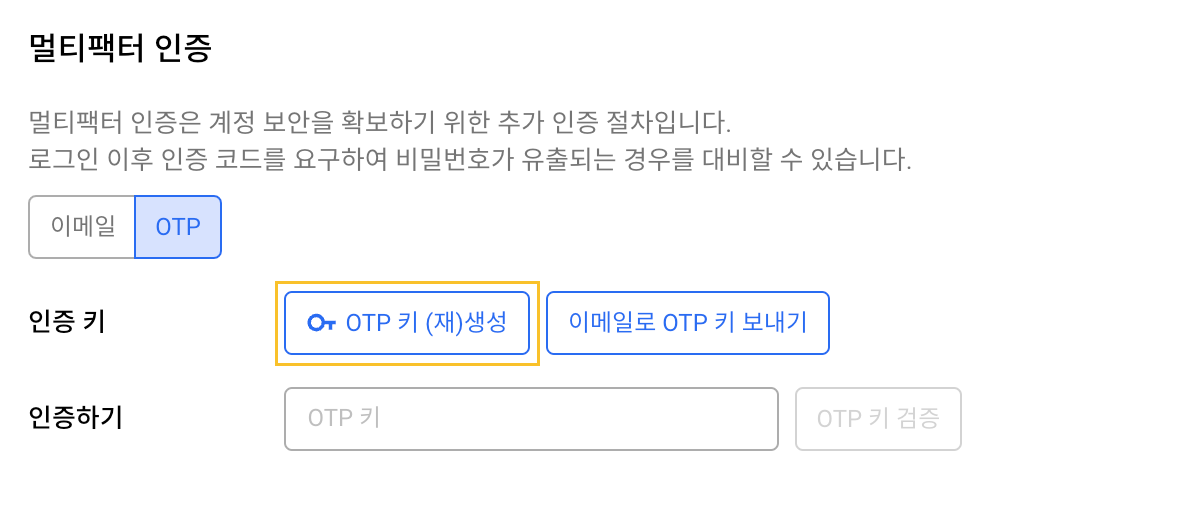 멀티팩터 인증
멀티팩터 인증은 계정 보안을 확보하기 위한 추가 인증 절차입니다.
로그인 이후 인증 코드를 요구하여 비밀번호가 유출되는 경우를 대비할 수 있습니다.
이메일 OTP
인증 키 OTP 키 (재)생성 이메일로 OTP 키 보내기
인증하기 OTP 키 OTP 키 검증